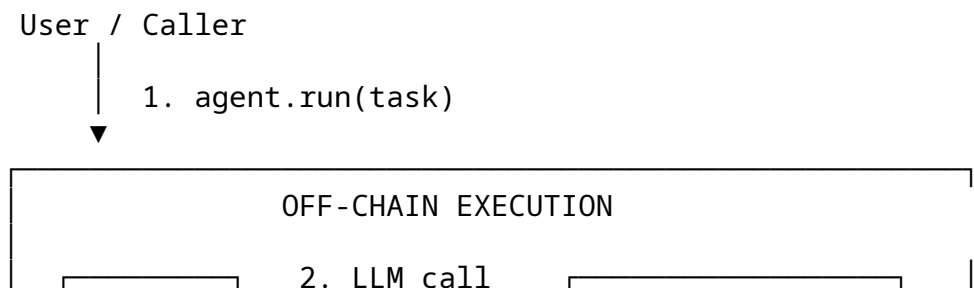 User / Caller
1. agent.run(task)
OFF-CHAIN EXECUTION
2. LLM call